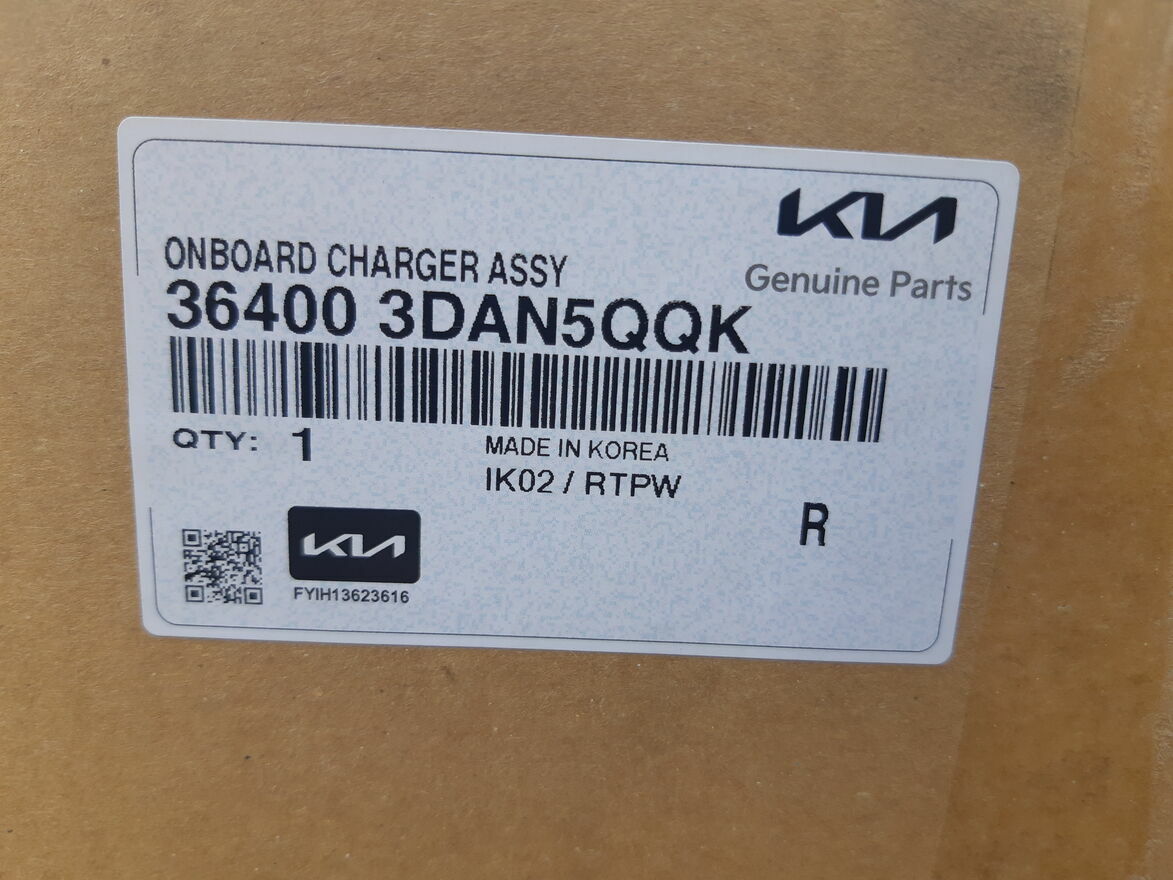 KIA
Genuine Parts
ONBOARD CHARGER ASSY
36400 3DAN5QQK
QTY: 1
MADE IN KOREA
IK02 / RTPW
R
KIA
FYIH13623616